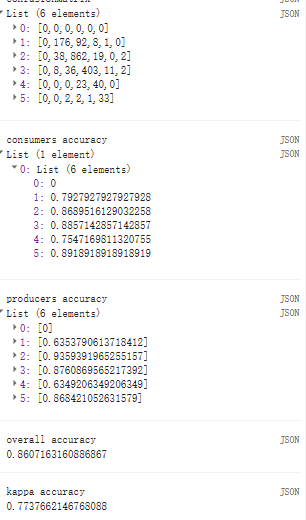 List (6 elements) JSON
0: [0,0,0,0,0,0]
1: [0,176,92,8,1,0]
2: [0,38,862,19,0,2]
3: [0,8,36,403,11,2]
4: [0,0,0,23,40,0]
5: [0,0,2,2,1,33]
consumers accuracy JSON
List (1 element) JSON
0: List (6 elements)
0: 0
1: 0.7927927927927928
2: 0.8689516129032258
3: 0.8857142857142857
4: 0.7547169811320755
5: 0.8918918918918919
producers accuracy JSON
List (6 elements) JSON
0: [0]
1: [0.6353790613718412]
2: [0.9359391965255157]
3: [0.8760869565217392]
4: [0.6349206349206349]
5: [0.868421052631579]
overall accuracy JSON
0.8607163160886867
kappa accuracy JSON
0.7737662146768088